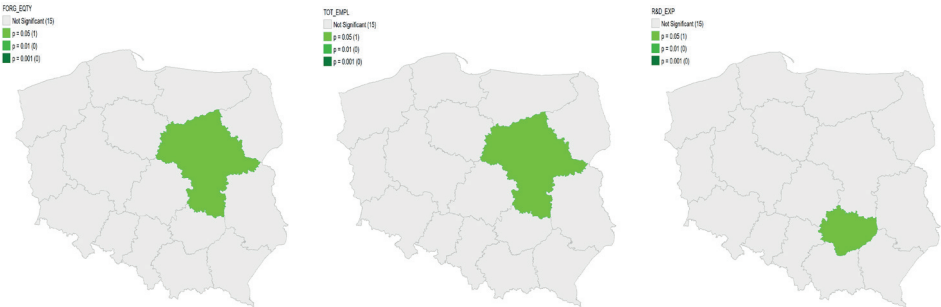 FORG_EQTY
Not Significant (15)
p = 0.05 (1)
p = 0.01 (0)
p = 0.001 (0)
TOT_EMPL
Not Significant (15)
p = 0.05 (1)
p = 0.01 (0)
p = 0.001 (0)
R&D_EXP
Not Significant (15)
p = 0.05 (1)
p = 0.01 (0)
p = 0.001 (0)